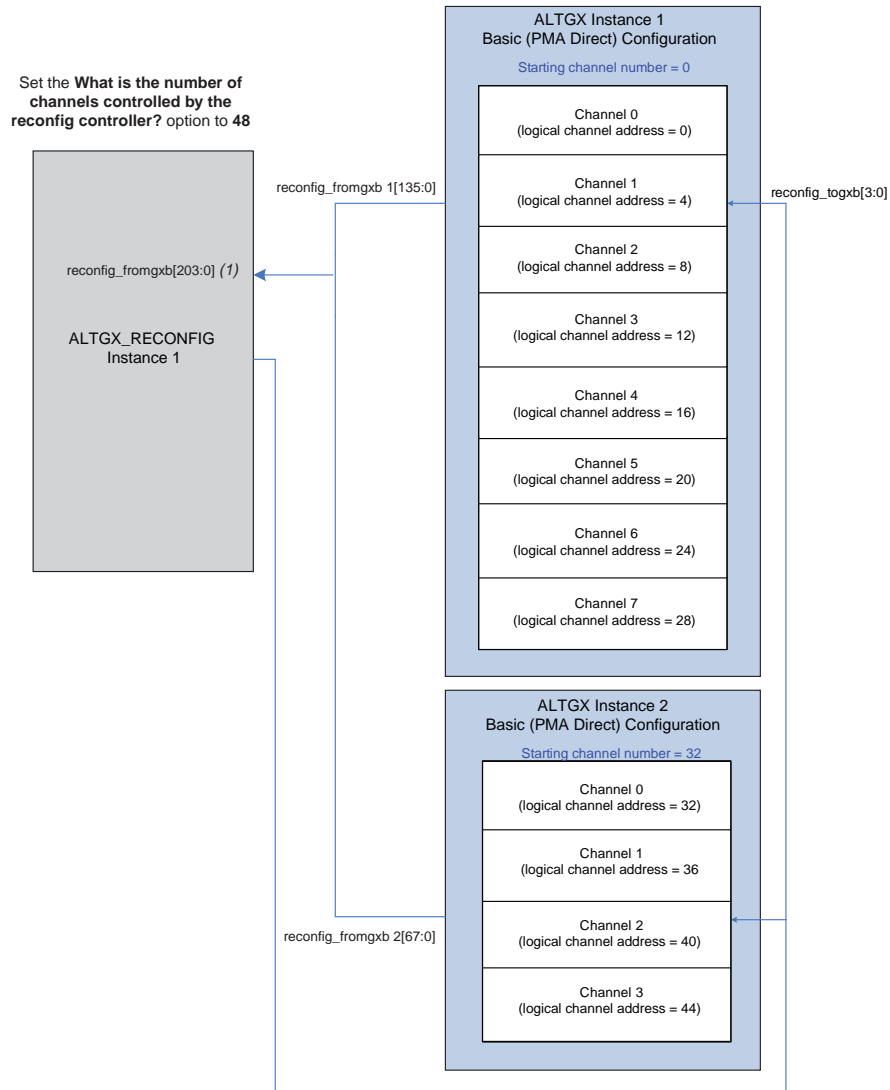 Set the What is the number of
channels controlled by the
reconfig controller? option to 48
ALTGX_RECONFIG
Instance 1
reconfig_fromgxb[203:0] (1)
reconfig_fromgxb 1[135:0]
reconfig_fromgxb 2[67:0]
ALTGX Instance 1
Basic (PMA Direct) Configuration
Starting channel number = 0
Channel 0
(logical channel address = 0)
Channel 1
(logical channel address = 4)
Channel 2
(logical channel address = 8)
Channel 3
(logical channel address = 12)
Channel 4
(logical channel address = 16)
Channel 5
(logical channel address = 20)
Channel 6
(logical channel address = 24)
Channel 7
(logical channel address = 28)
reconfig_togxb[3:0]
ALTGX Instance 2
Basic (PMA Direct) Configuration
Starting channel number = 32
Channel 0
(logical channel address = 32)
Channel 1
(logical channel address = 36
Channel 2
(logical channel address = 40)
Channel 3
(logical channel address = 44)